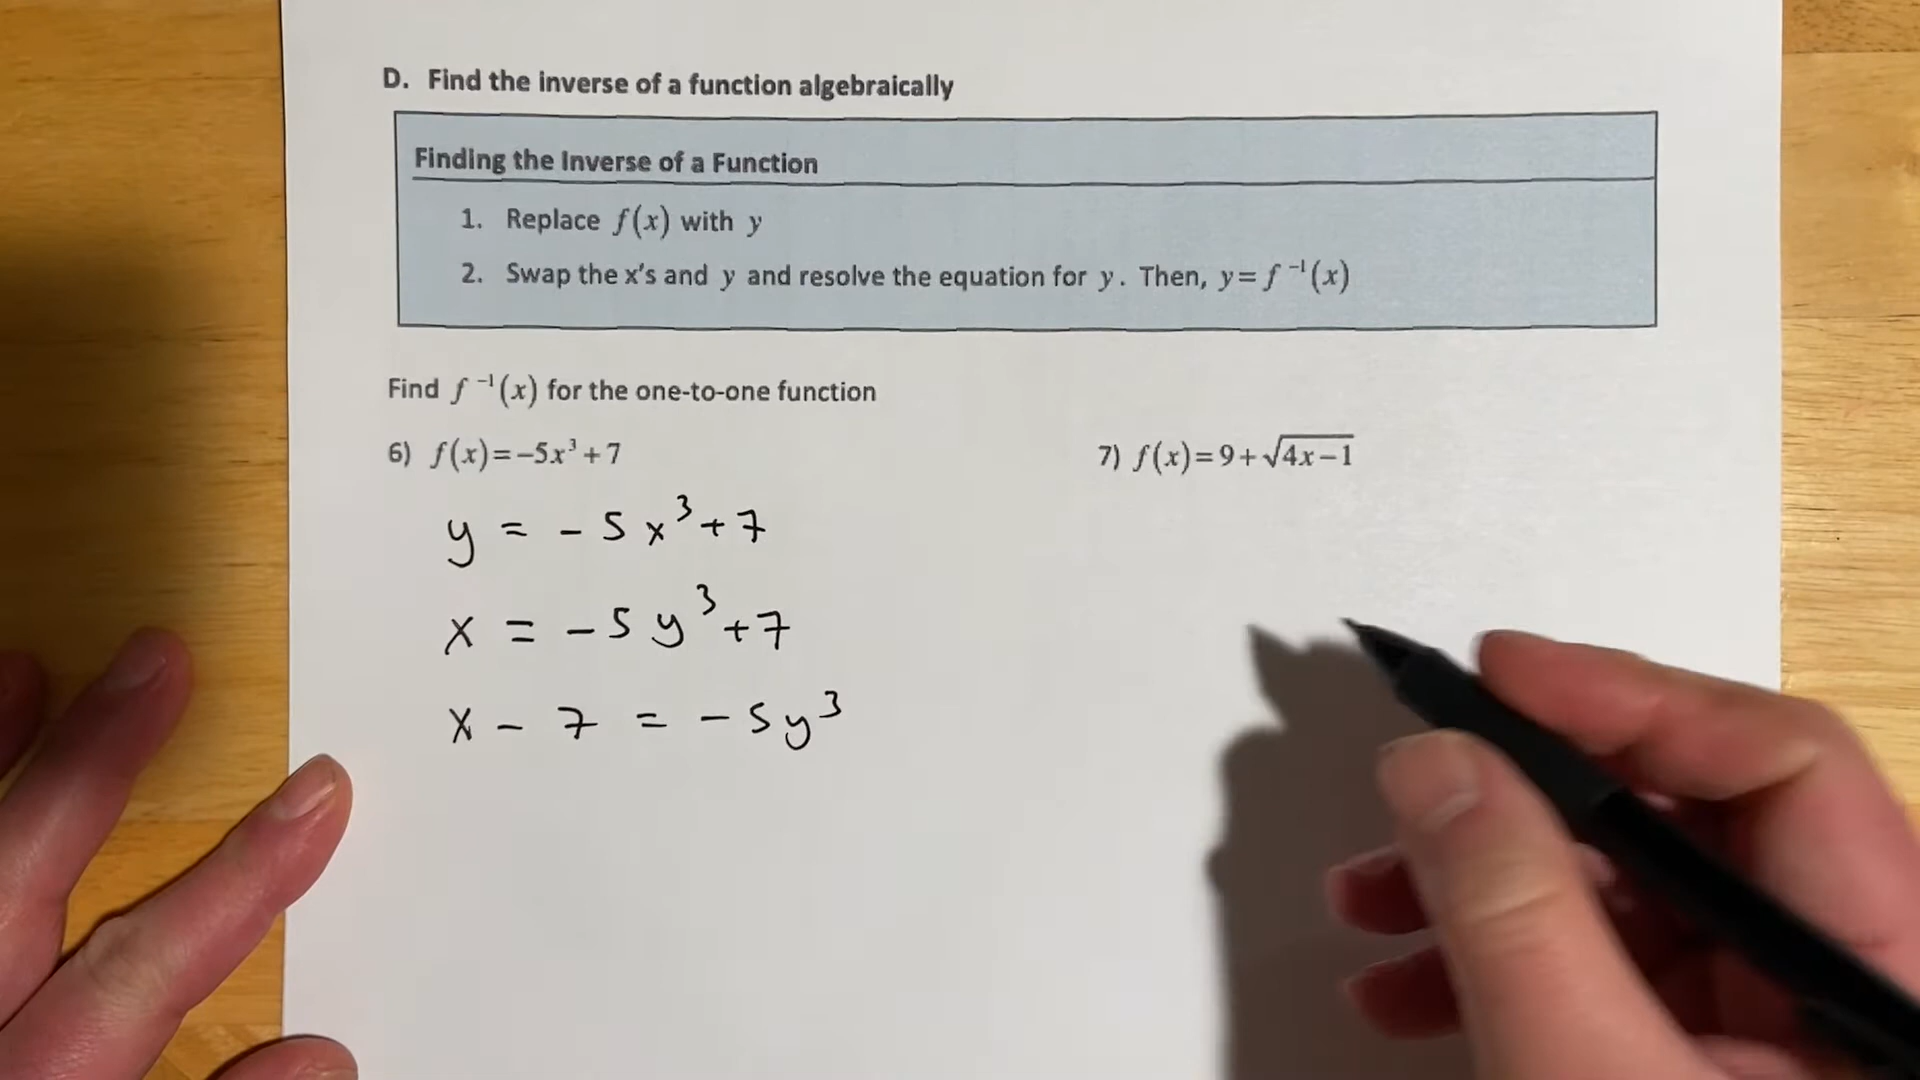 D. Find the inverse of a function algebraically
Finding the Inverse of a Function
1. Replace f(x) with y
2. Swap the x's and y and resolve the equation for y. Then, y=f⁻¹(x)
Find f⁻¹(x) for the one-to-one function
6) f(x)=−5x³+7
7) f(x)=9+√(4x−1)
y = -5x³+7
x = -5y³+7
x - 7 = -5y³